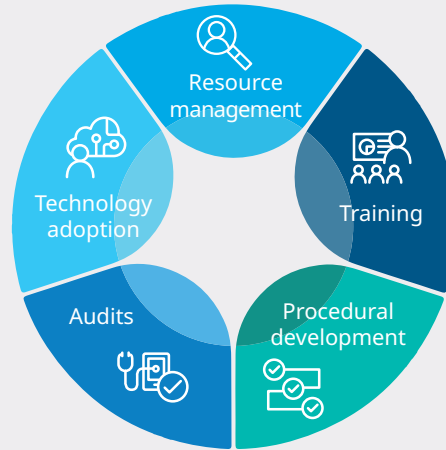 Resource
management
Training
Procedural
development
Audits
Technology
adoption